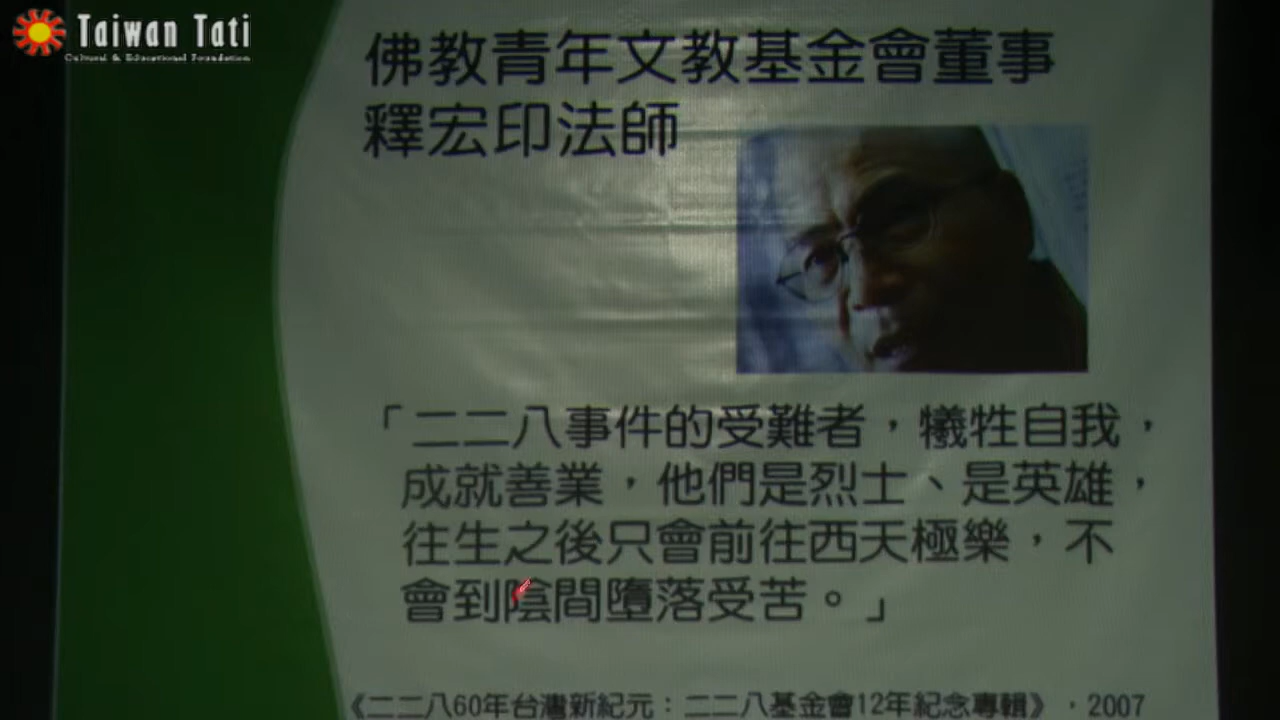 Taiwan Tati
Cultural & Educational Foundation
佛教青年文教基金會董事
釋宏印法師
「二二八事件的受難者，犧牲自我，
成就善業，他們是烈士、是英雄，
往生之後只會前往西天極樂，不
會到陰間墮落受苦。」
《二二八60年台灣新紀元：二二八基金會12年紀念專輯》，2007